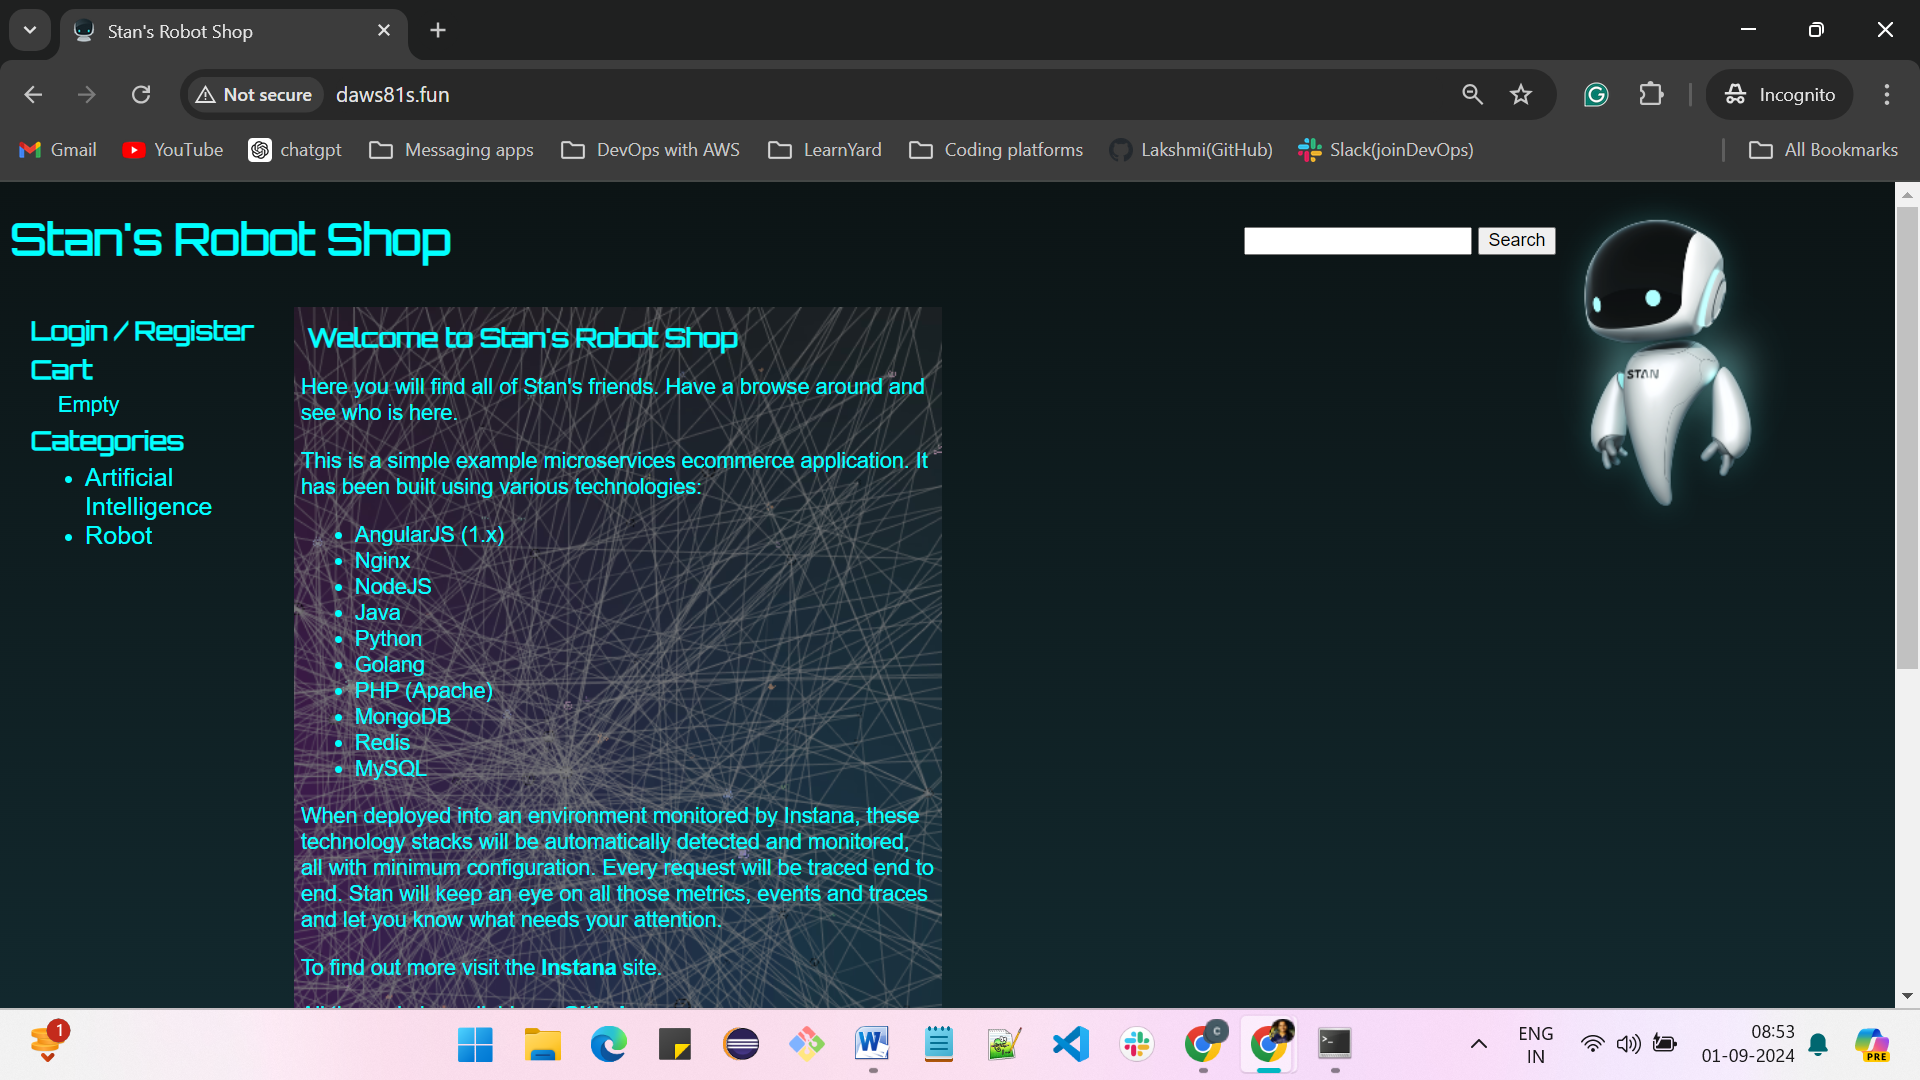 Stan's Robot Shop
Not secure
daws81s.fun
Incognito
Gmail
YouTube
chatgpt
Messaging apps
DevOps with AWS
LearnYard
Coding platforms
Lakshmi(GitHub)
Slack(joinDevOps)
All Bookmarks
Stan's Robot Shop
Search
STAN
Login / Register
Cart
Empty
Categories
Artificial
Intelligence
Robot
Welcome to Stan's Robot Shop
Here you will find all of Stan's friends. Have a browse around and
see who is here.
This is a simple example microservices ecommerce application. It
has been built using various technologies:
AngularJS (1.x)
Nginx
NodeJS
Java
Python
Golang
PHP (Apache)
MongoDB
Redis
MySQL
When deployed into an environment monitored by Instana, these
technology stacks will be automatically detected and monitored,
all with minimum configuration. Every request will be traced end to
end. Stan will keep an eye on all those metrics, events and traces
and let you know what needs your attention.
To find out more visit the Instana site.
1
C
ENG
IN
08:53
01-09-2024
PRE